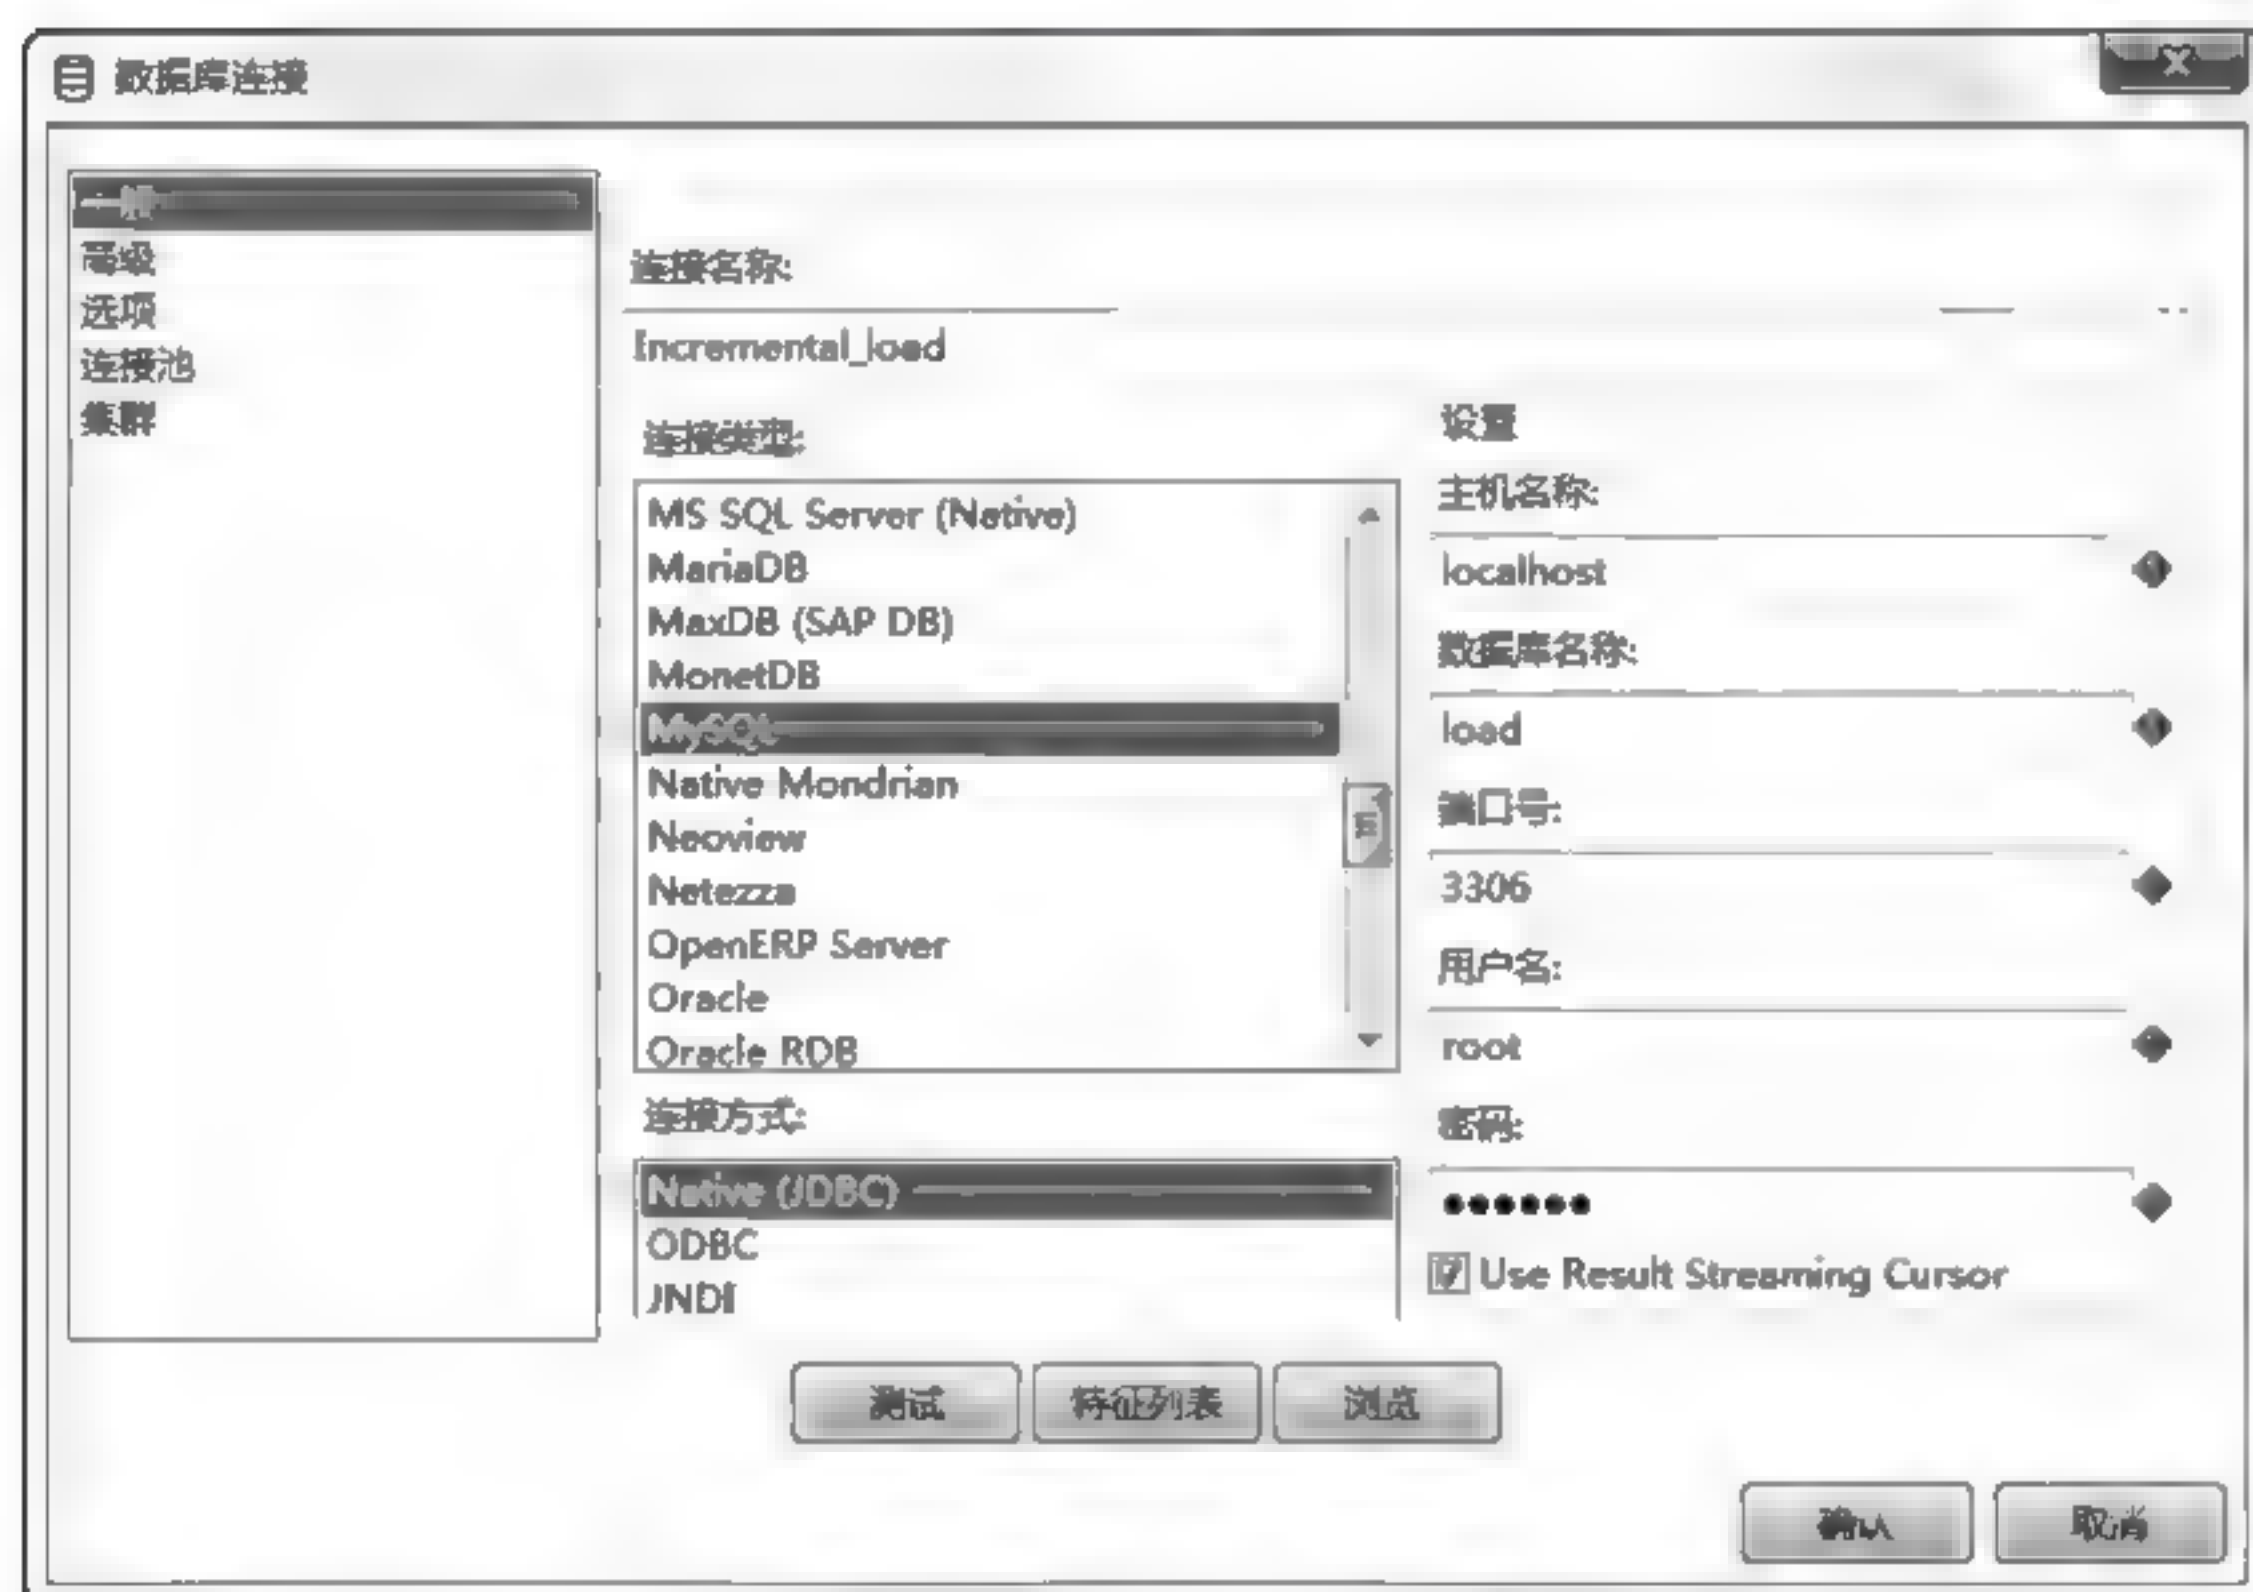 数据库连接
一般
高级
选项
连接池
集群
连接名称:
Incremental_load
连接类型:
MS SQL Server (Native)
MariaDB
MaxDB (SAP DB)
MonetDB
MySQL
Native Mondrian
Neoview
Netezza
OpenERP Server
Oracle
Oracle RDB
连接方式:
Native (JDBC)
ODBC
JNDI
设置
主机名称:
localhost
数据库名称:
load
端口号:
3306
用户名:
root
密码:
●●●●●●
Use Result Streaming Cursor
测试
特征列表
浏览
确认
取消